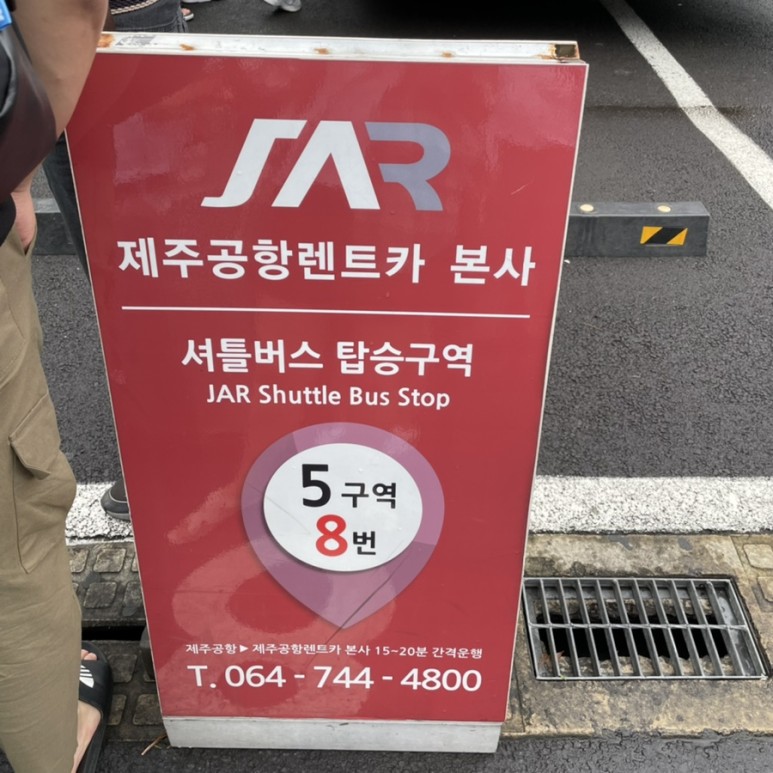 JAR
제주공항렌트카 본사
셔틀버스 탑승구역
JAR Shuttle Bus Stop
5 구역
8번
제주공항 ▶ 제주공항렌트카 본사 15~20분 간격운행
T. 064 - 744 - 4800